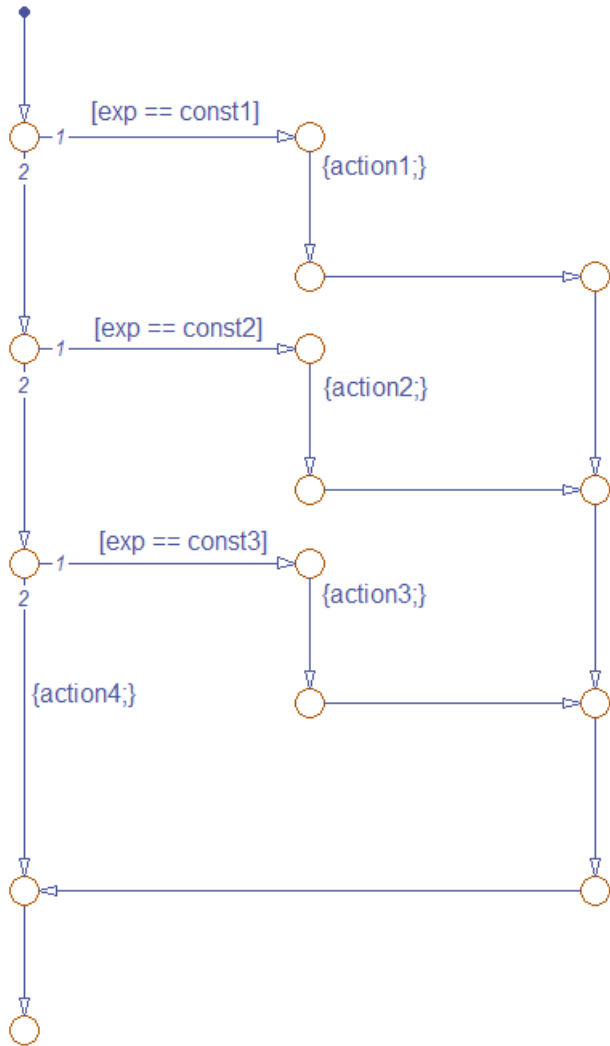 [exp == const1]
1
{action1;}
2
[exp == const2]
1
2
{action2;}
[exp == const3]
1
2
{action3;}
{action4;}